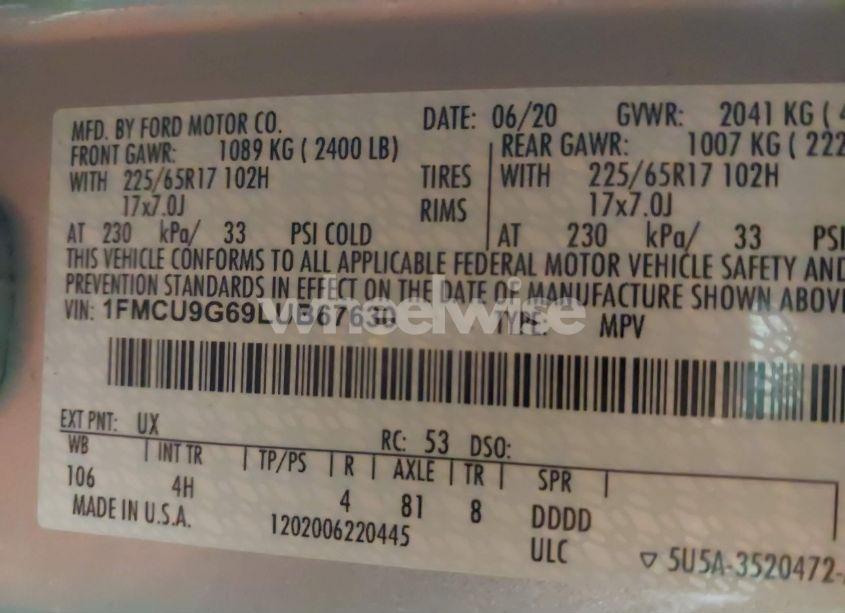 MFD. BY FORD MOTOR CO. DATE: 06/20 GVWR: 2041 KG ( 4
FRONT GAWR: 1089 KG ( 2400 LB) REAR GAWR: 1007 KG ( 222
WITH 225/65R17 102H TIRES WITH 225/65R17 102H
17x7.0J RIMS 17x7.0J
AT 230 kPa/ 33 PSI COLD AT 230 kPa/ 33 PSI
THIS VEHICLE CONFORMS TO ALL APPLICABLE FEDERAL MOTOR VEHICLE SAFETY AND
PREVENTION STANDARDS IN EFFECT ON THE DATE OF MANUFACTURE SHOWN ABOVE
VIN: 1FMCU9G69LUB67630 TYPE: MPV
wheelwise
EXT PNT: UX RC: 53 DSO:
WB INT TR TP/PS R AXLE TR SPR
106 4H 4 81 8 DDDD
MADE IN U.S.A. 1202006220445 ULC 5U5A-3520472-